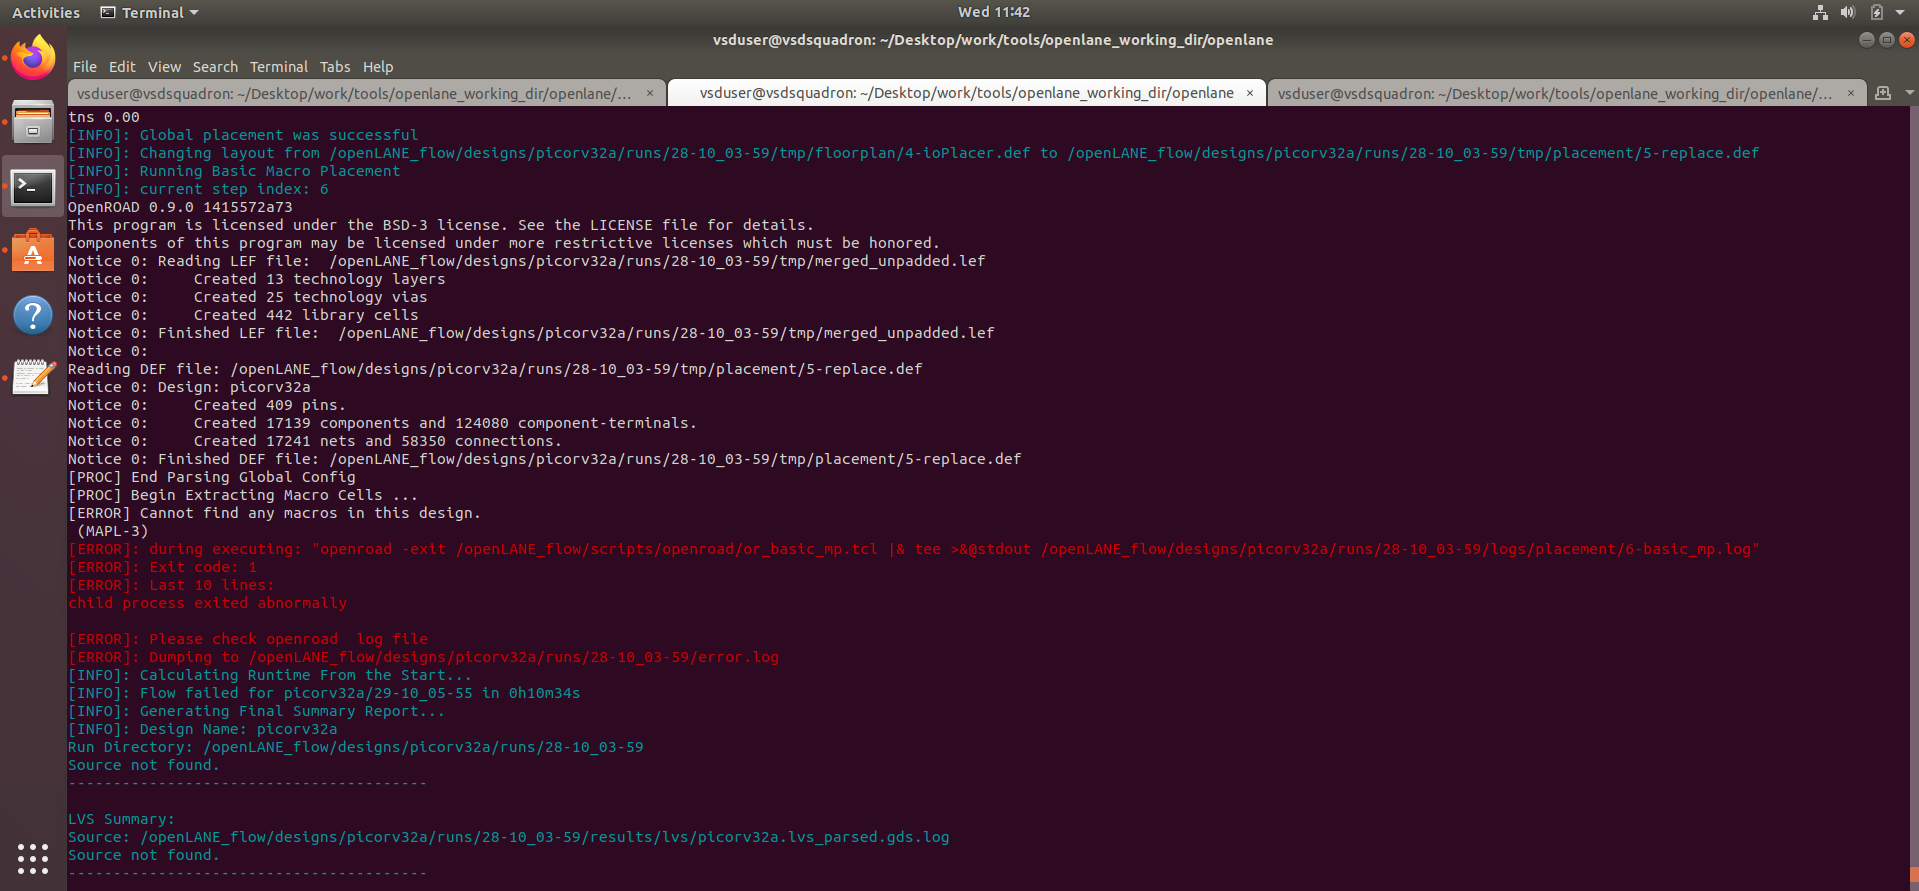 Activities
Terminal
Wed 11:42
vsduser@vsdsquadron: ~/Desktop/work/tools/openlane_working_dir/openlane
File Edit View Search Terminal Tabs Help
vsduser@vsdsquadron: ~/Desktop/work/tools/openlane_working_dir/openlane/... ×
vsduser@vsdsquadron: ~/Desktop/work/tools/openlane_working_dir/openlane ×
vsduser@vsdsquadron: ~/Desktop/work/tools/openlane_working_dir/openlane/... ×
tns 0.00
[INFO]: Global placement was successful
[INFO]: Changing layout from /openLANE_flow/designs/picorv32a/runs/28-10_03-59/tmp/floorplan/4-ioPlacer.def to /openLANE_flow/designs/picorv32a/runs/28-10_03-59/tmp/placement/5-replace.def
[INFO]: Running Basic Macro Placement
[INFO]: current step index: 6
OpenROAD 0.9.0 1415572a73
This program is licensed under the BSD-3 license. See the LICENSE file for details.
Components of this program may be licensed under more restrictive licenses which must be honored.
Notice 0: Reading LEF file:  /openLANE_flow/designs/picorv32a/runs/28-10_03-59/tmp/merged_unpadded.lef
Notice 0:     Created 13 technology layers
Notice 0:     Created 25 technology vias
Notice 0:     Created 442 library cells
Notice 0: Finished LEF file:  /openLANE_flow/designs/picorv32a/runs/28-10_03-59/tmp/merged_unpadded.lef
Notice 0:
Reading DEF file: /openLANE_flow/designs/picorv32a/runs/28-10_03-59/tmp/placement/5-replace.def
Notice 0: Design: picorv32a
Notice 0:     Created 409 pins.
Notice 0:     Created 17139 components and 124080 component-terminals.
Notice 0:     Created 17241 nets and 58350 connections.
Notice 0: Finished DEF file: /openLANE_flow/designs/picorv32a/runs/28-10_03-59/tmp/placement/5-replace.def
[PROC] End Parsing Global Config
[PROC] Begin Extracting Macro Cells ...
[ERROR] Cannot find any macros in this design.
 (MAPL-3)
[ERROR]: during executing: "openroad -exit /openLANE_flow/scripts/openroad/or_basic_mp.tcl |& tee >&@stdout /openLANE_flow/designs/picorv32a/runs/28-10_03-59/logs/placement/6-basic_mp.log"
[ERROR]: Exit code: 1
[ERROR]: Last 10 lines:
child process exited abnormally
[ERROR]: Please check openroad  log file
[ERROR]: Dumping to /openLANE_flow/designs/picorv32a/runs/28-10_03-59/error.log
[INFO]: Calculating Runtime From the Start...
[INFO]: Flow failed for picorv32a/29-10_05-55 in 0h10m34s
[INFO]: Generating Final Summary Report...
[INFO]: Design Name: picorv32a
Run Directory: /openLANE_flow/designs/picorv32a/runs/28-10_03-59
Source not found.
----------------------------------------
LVS Summary:
Source: /openLANE_flow/designs/picorv32a/runs/28-10_03-59/results/lvs/picorv32a.lvs_parsed.gds.log
Source not found.
----------------------------------------